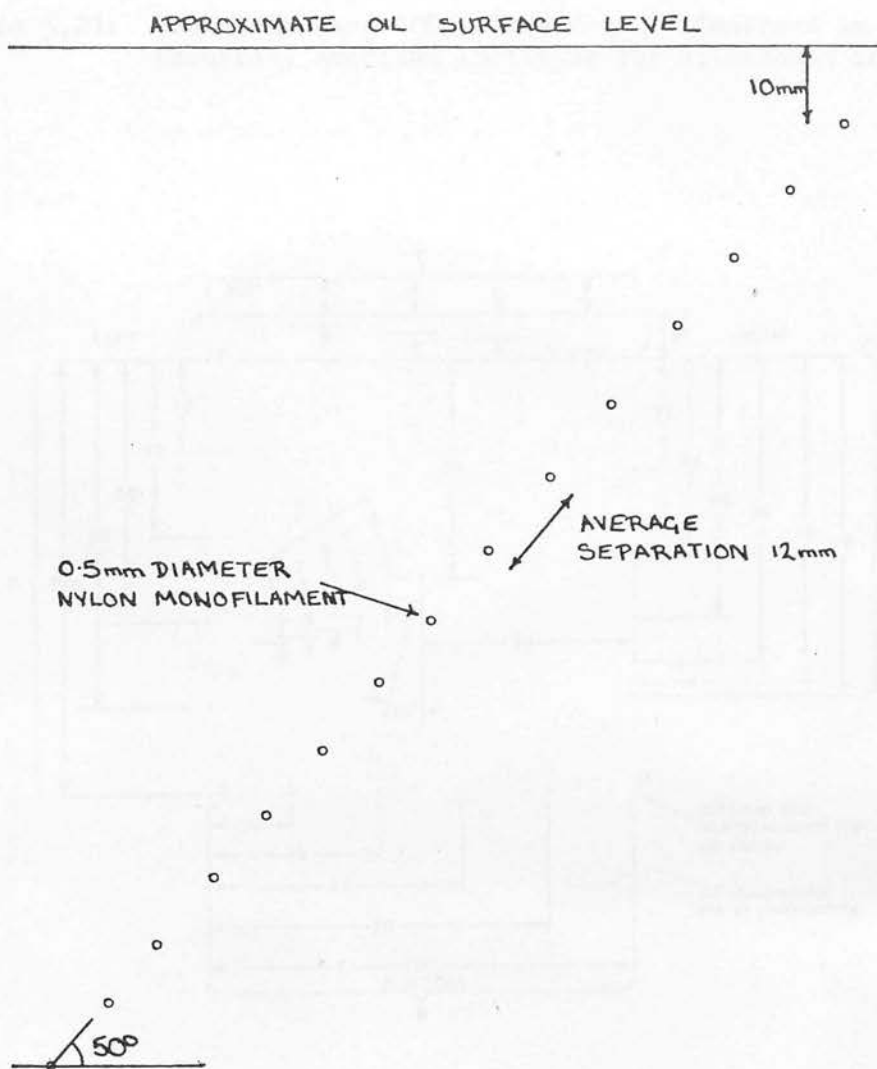 APPROXIMATE OIL SURFACE LEVEL
10mm
AVERAGE
SEPARATION 12mm
0.5mm DIAMETER
NYLON MONOFILAMENT
50°